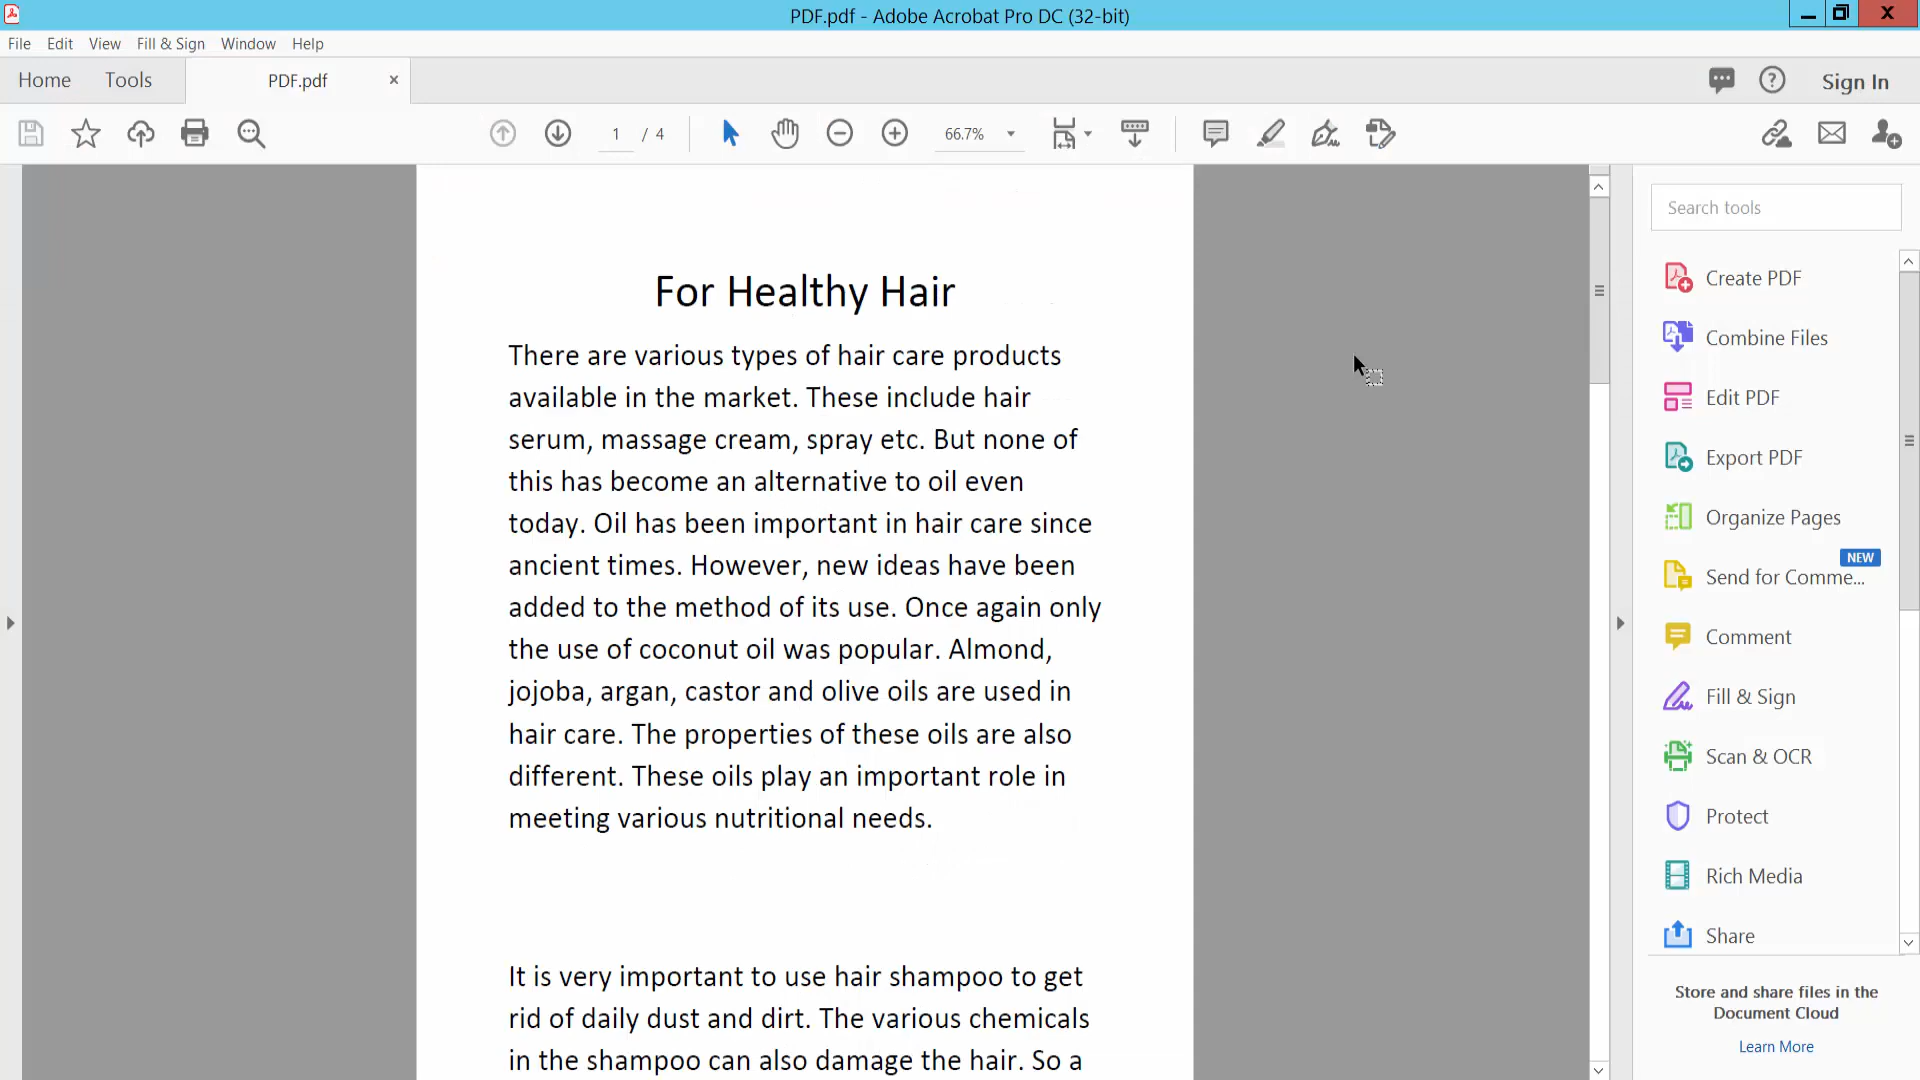 PDF.pdf - Adobe Acrobat Pro DC (32-bit)
File Edit View Fill & Sign Window Help
Home Tools PDF.pdf × Sign In
1 / 4 66.7%
Search tools
Create PDF
Combine Files
Edit PDF
Export PDF
Organize Pages
NEW
Send for Comme...
Comment
Fill & Sign
Scan & OCR
Protect
Rich Media
Share
Store and share files in the
Document Cloud
Learn More
For Healthy Hair
There are various types of hair care products
available in the market. These include hair
serum, massage cream, spray etc. But none of
this has become an alternative to oil even
today. Oil has been important in hair care since
ancient times. However, new ideas have been
added to the method of its use. Once again only
the use of coconut oil was popular. Almond,
jojoba, argan, castor and olive oils are used in
hair care. The properties of these oils are also
different. These oils play an important role in
meeting various nutritional needs.
It is very important to use hair shampoo to get
rid of daily dust and dirt. The various chemicals
in the shampoo can also damage the hair. So a